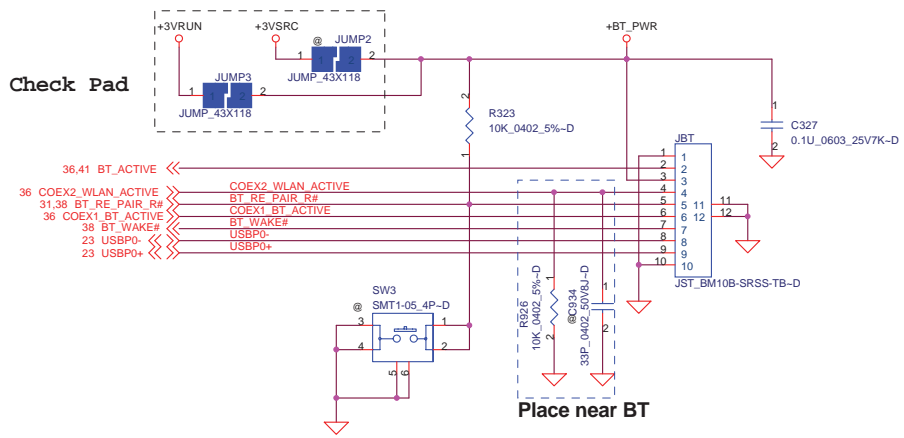 +3VRUN
+3VSRC
+BT_PWR
@
JUMP2
1
1
2
2
JUMP_43X118
JUMP3
1
1
2
2
JUMP_43X118
Check Pad
2
R323
10K_0402_5%~D
1
1
C327
0.1U_0603_25V7K~D
2
JBT
36,41 BT_ACTIVE
36 COEX2_WLAN_ACTIVE
COEX2_WLAN_ACTIVE
31,38 BT_RE_PAIR_R#
BT_RE_PAIR_R#
36 COEX1_BT_ACTIVE
COEX1_BT_ACTIVE
38 BT_WAKE#
BT_WAKE#
23 USBP0-
USBP0-
23 USBP0+
USBP0+
1 1
2 2
3 3
4 4
5 5 11 11
6 6 12 12
7 7
8 8
9 9
10 10
JST_BM10B-SRSS-TB~D
SW3
@
SMT1-05_4P~D
3
1
4
2
5
6
1
R926
10K_0402_5%~D
2
1
@C934
33P_0402_50V8J~D
2
Place near BT